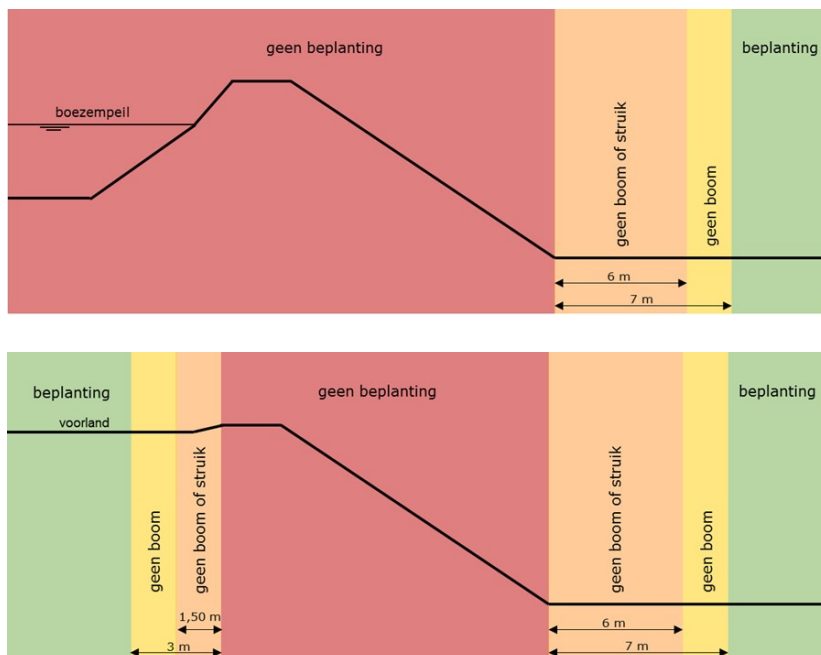 geen beplanting
beplanting
boezempeil
geen boom of struik
geen boom
6 m
7 m
beplanting
geen beplanting
beplanting
voorland
geen boom
geen boom of struik
geen boom of struik
geen boom
1,50 m
6 m
3 m
7 m